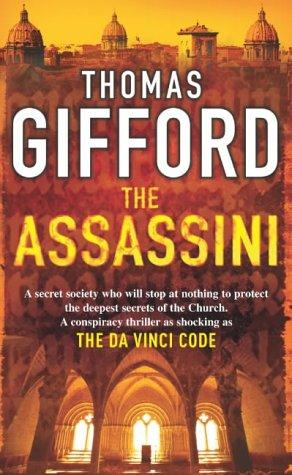 THOMAS
GIFFORD
THE
ASSASSINI
A secret society who will stop at nothing to protect
the deepest secrets of the Church.
A conspiracy thriller as shocking as
THE DA VINCI CODE